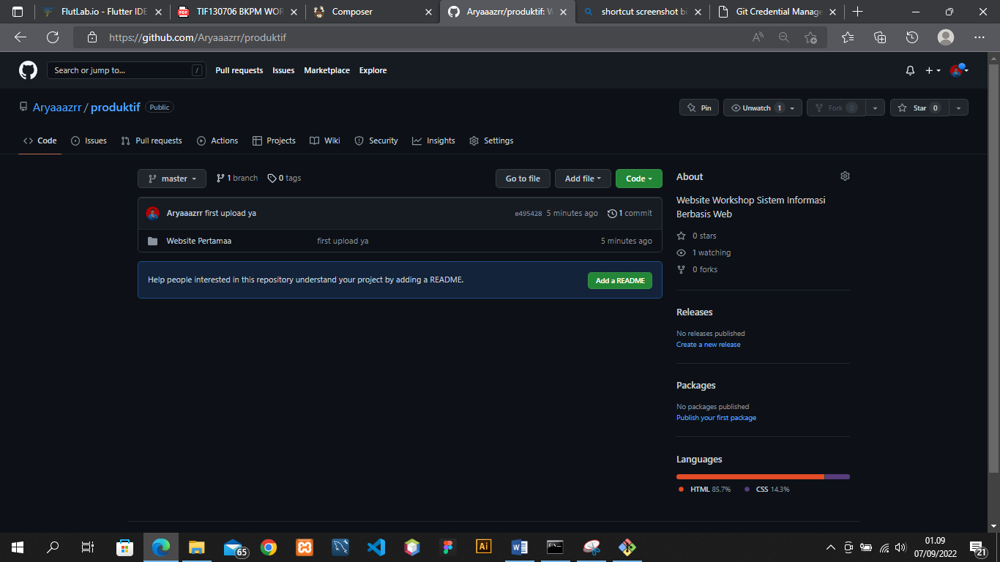 FlutLab.io - Flutter IDE
TIF130706 BKPM WOR
Composer
Aryaaazrr/produktif: W
shortcut screenshot bi
Git Credential Manage
https://github.com/Aryaaazrr/produktif
Search or jump to... /
Pull requests Issues Marketplace Explore
Aryaaazrr / produktif Public
Pin Unwatch 1 Fork 0 Star 0
Code Issues Pull requests Actions Projects Wiki Security Insights Settings
master 1 branch 0 tags Go to file Add file Code
Aryaaazrr first upload ya e495428 5 minutes ago 1 commit
Website Pertamaa first upload ya 5 minutes ago
Help people interested in this repository understand your project by adding a README. Add a README
About
Website Workshop Sistem Informasi
Berbasis Web
0 stars
1 watching
0 forks
Releases
No releases published
Create a new release
Packages
No packages published
Publish your first package
Languages
HTML 85.7% CSS 14.3%
65
Ai
01.09
07/09/2022
21